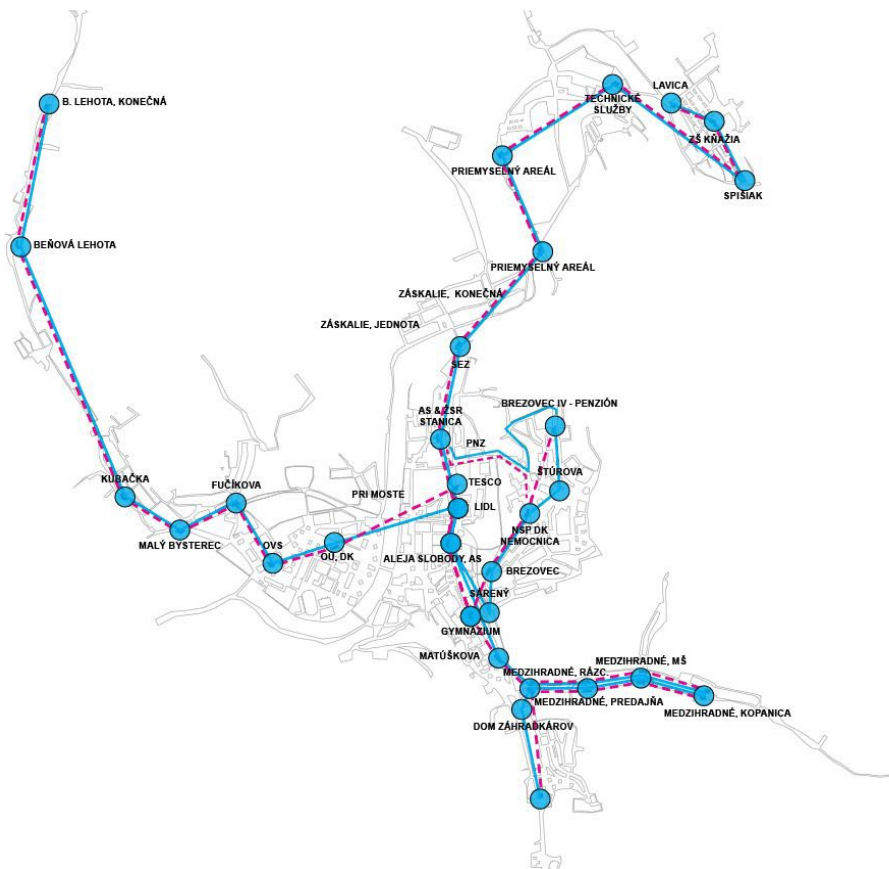 LAVICA
B. LEHOTA, KONEČNÁ
TECHNICKÉ
SLUŽBY
ZŠ KŇAŽIA
PRIEMYSELNÝ AREÁL
SPIŠIAK
BEŇOVÁ LEHOTA
PRIEMYSELNÝ AREÁL
ZÁSKALIE, KONEČNÁ
ZÁSKALIE, JEDNOTA
SEZ
BREZOVEC IV - PENZIÓN
AS & ŽSR
STANICA
PNZ
ŠTÚROVA
KUBAČKA
FUČÍKOVA
PRI MOSTE
TESCO
LIDL
NSP DK
NEMOCNICA
MALÝ BYSTEREC
OVS
OÚ, DK
ALEJA SLOBODY, AS
BREZOVEC
SÁRENÝ
GYMNÁZIUM
MATÚŠKOVA
MEDZIHRADNÉ, MŠ
MEDZIHRADNÉ, RÁZC.
MEDZIHRADNÉ, PREDAJŇA
MEDZIHRADNÉ, KOPANICA
DOM ZÁHRADKÁROV